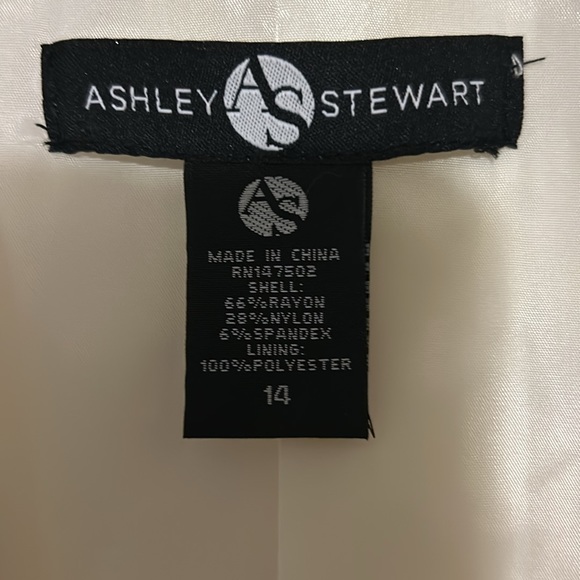 ASHLEY AS STEWART
AS
MADE IN CHINA
RN147502
SHELL:
66%RAYON
28%NYLON
6%SPANDEX
LINING:
100%POLYESTER
14